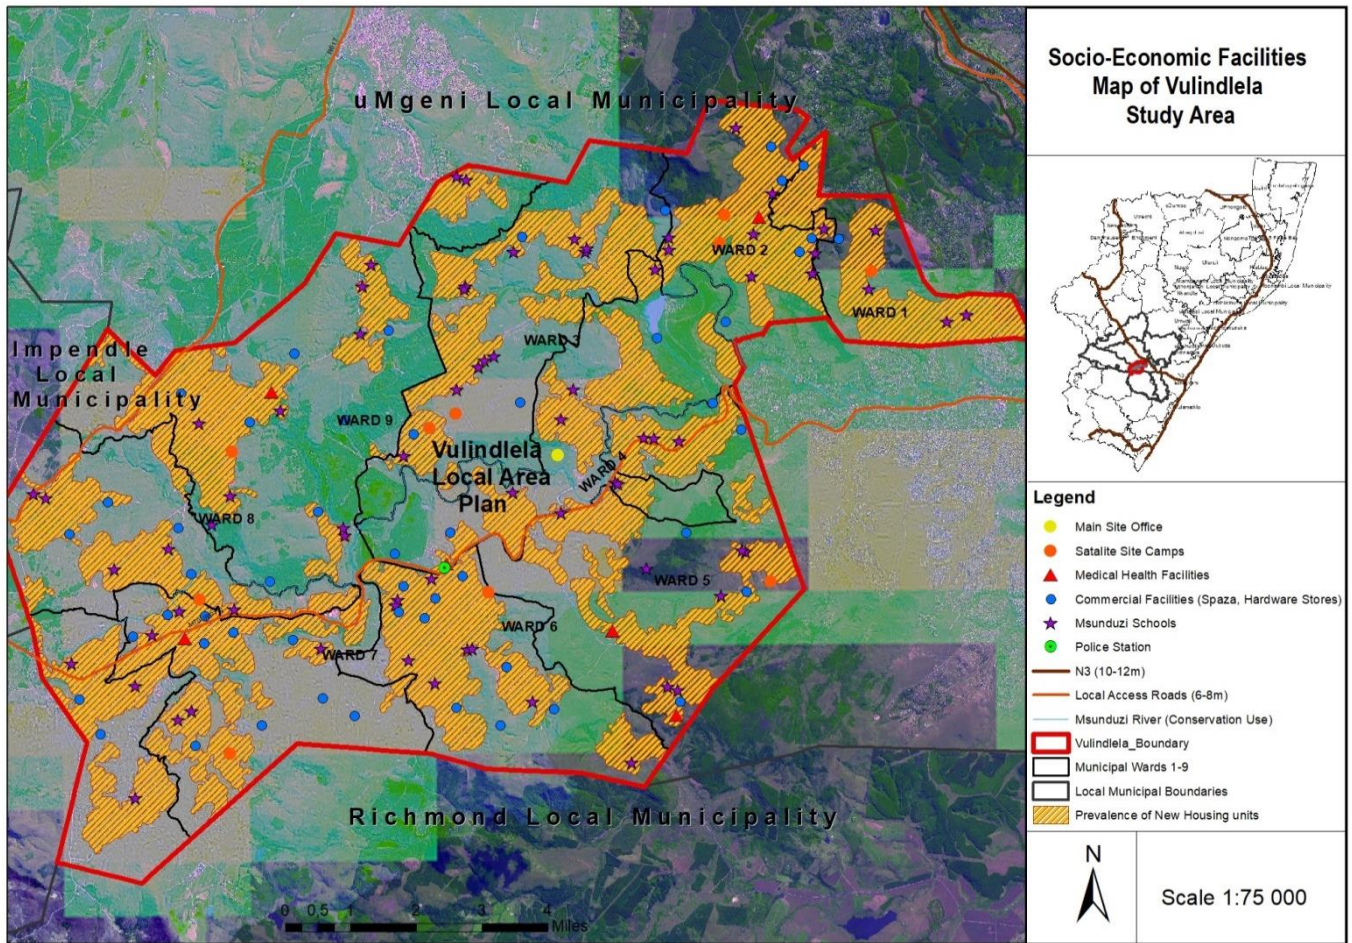 uMgeni Local Municipality
Impendle
Local
Municipality
WARD 2
WARD 1
WARD 3
WARD 9
Vulindlela
Local Area
Plan
WARD 4
WARD 8
WARD 5
WARD 6
WARD 7
Richmond Local Municipality
0 0,5 1 2 3 4
Miles
Socio-Economic Facilities
Map of Vulindlela
Study Area
Legend
Main Site Office
Satalite Site Camps
Medical Health Facilities
Commercial Facilities (Spaza, Hardware Stores)
Msunduzi Schools
Police Station
N3 (10-12m)
Local Access Roads (6-8m)
Msunduzi River (Conservation Use)
Vulindlela_Boundary
Municipal Wards 1-9
Local Municipal Boundaries
Prevalence of New Housing units
N
Scale 1:75 000